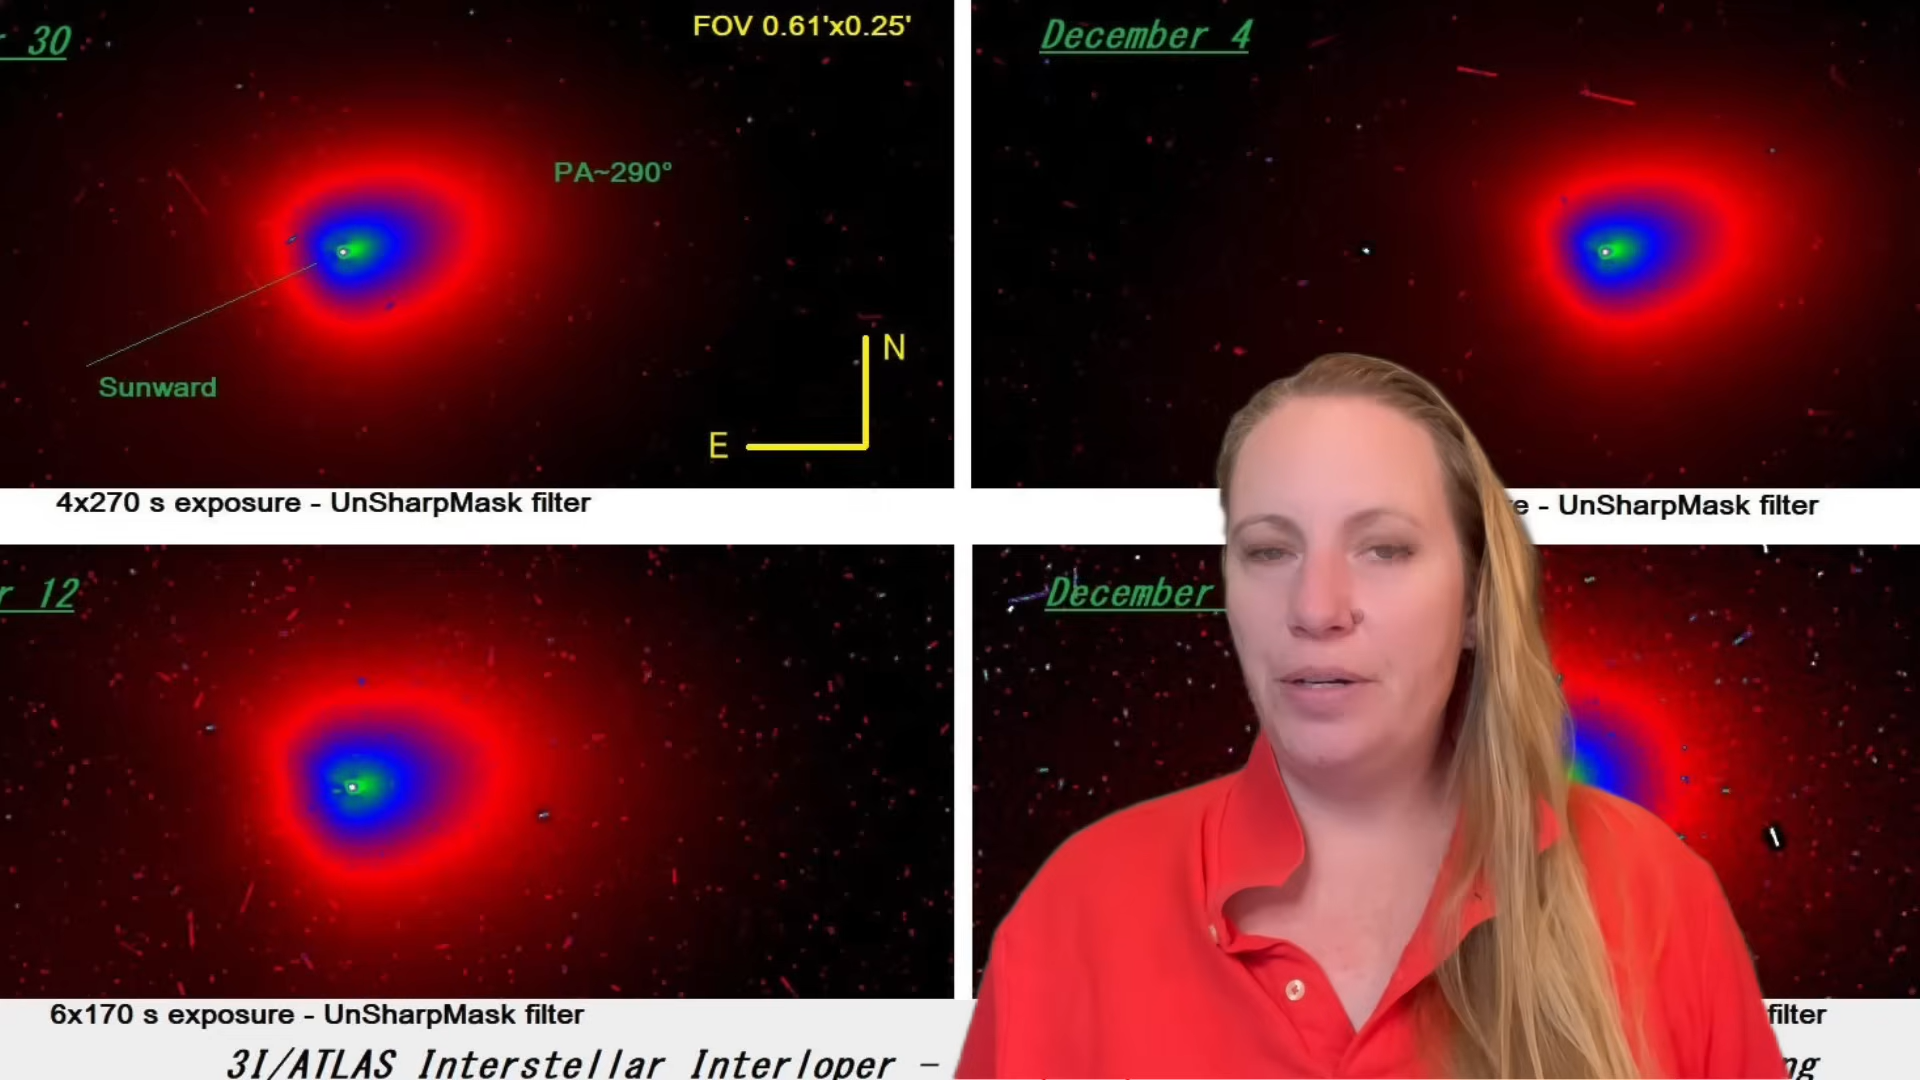 r 30
FOV 0.61'x0.25'
December 4
PA~290°
Sunward
N
E
4x270 s exposure - UnSharpMask filter
e - UnSharpMask filter
r 12
December
6x170 s exposure - UnSharpMask filter
filter
3I/ATLAS Interstellar Interloper -
ng